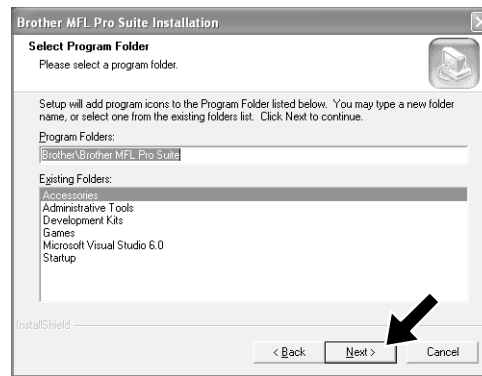 Brother MFL Pro Suite Installation
Select Program Folder
Please select a program folder.
Setup will add program icons to the Program Folder listed below. You may type a new folder
name, or select one from the existing folders list. Click Next to continue.
Program Folders:
Brother\Brother MFL Pro Suite
Existing Folders:
Accessories
Administrative Tools
Development Kits
Games
Microsoft Visual Studio 6.0
Startup
InstallShield
< Back Next > Cancel